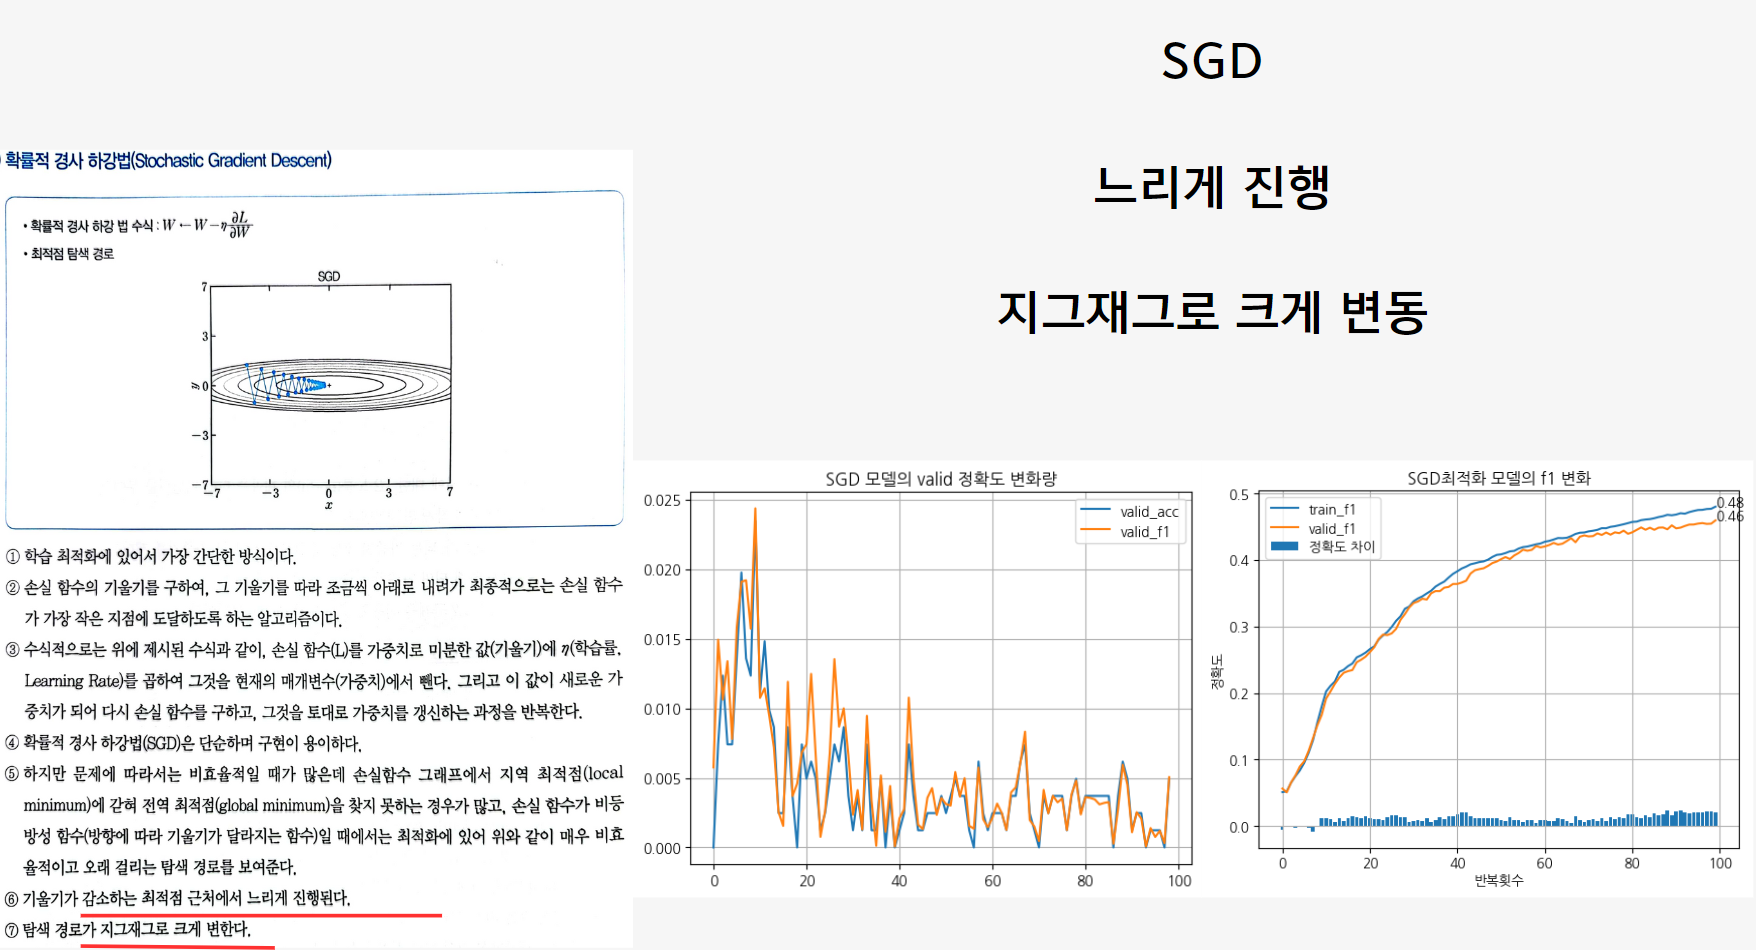 SGD
느리게 진행
지그재그로 크게 변동
확률적 경사 하강법(Stochastic Gradient Descent)
• 확률적 경사 하강 법 수식 : W ← W − η ∂L/∂W
• 최적점 탐색 경로
SGD
7
3
y 0
−3
−7
−7 −3 0 3 7
x
① 학습 최적화에 있어서 가장 간단한 방식이다.
② 손실 함수의 기울기를 구하여, 그 기울기를 따라 조금씩 아래로 내려가 최종적으로는 손실 함수
가 가장 작은 지점에 도달하도록 하는 알고리즘이다.
③ 수식적으로는 위에 제시된 수식과 같이, 손실 함수(L)를 가중치로 미분한 값(기울기)에 η(학습률,
Learning Rate)를 곱하여 그것을 현재의 매개변수(가중치)에서 뺀다. 그리고 이 값이 새로운 가
중치가 되어 다시 손실 함수를 구하고, 그것을 토대로 가중치를 갱신하는 과정을 반복한다.
④ 확률적 경사 하강법(SGD)은 단순하며 구현이 용이하다.
⑤ 하지만 문제에 따라서는 비효율적일 때가 많은데 손실함수 그래프에서 지역 최적점(local
minimum)에 갇혀 전역 최적점(global minimum)을 찾지 못하는 경우가 많고, 손실 함수가 비등
방성 함수(방향에 따라 기울기가 달라지는 함수)일 때에서는 최적화에 있어 위와 같이 매우 비효
율적이고 오래 걸리는 탐색 경로를 보여준다.
⑥ 기울기가 감소하는 최적점 근처에서 느리게 진행된다.
⑦ 탐색 경로가 지그재그로 크게 변한다.
SGD 모델의 valid 정확도 변화량
valid_acc
valid_f1
0.025
0.020
0.015
0.010
0.005
0.000
0 20 40 60 80 100
SGD최적화 모델의 f1 변화
train_f1
valid_f1
정확도 차이
0.48
0.46
0.5
0.4
0.3
0.2
0.1
0.0
정확도
0 20 40 60 80 100
반복횟수